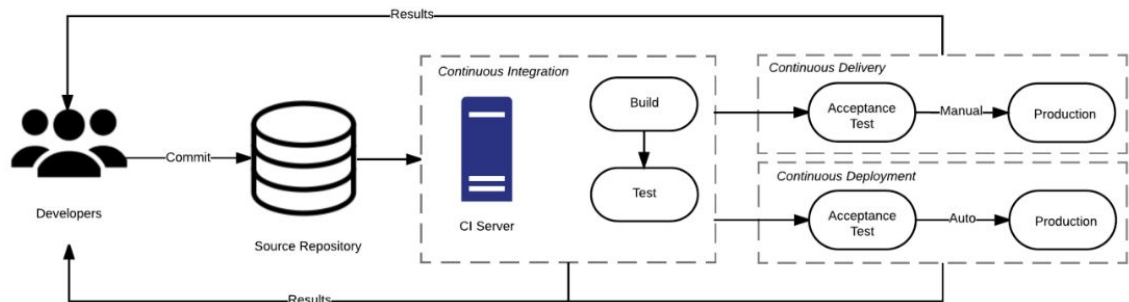 Results
Continuous Integration
Continuous Delivery
Build
Acceptance
Test
Manual
Production
Commit
Developers
Source Repository
CI Server
Test
Continuous Deployment
Acceptance
Test
Auto
Production
Results